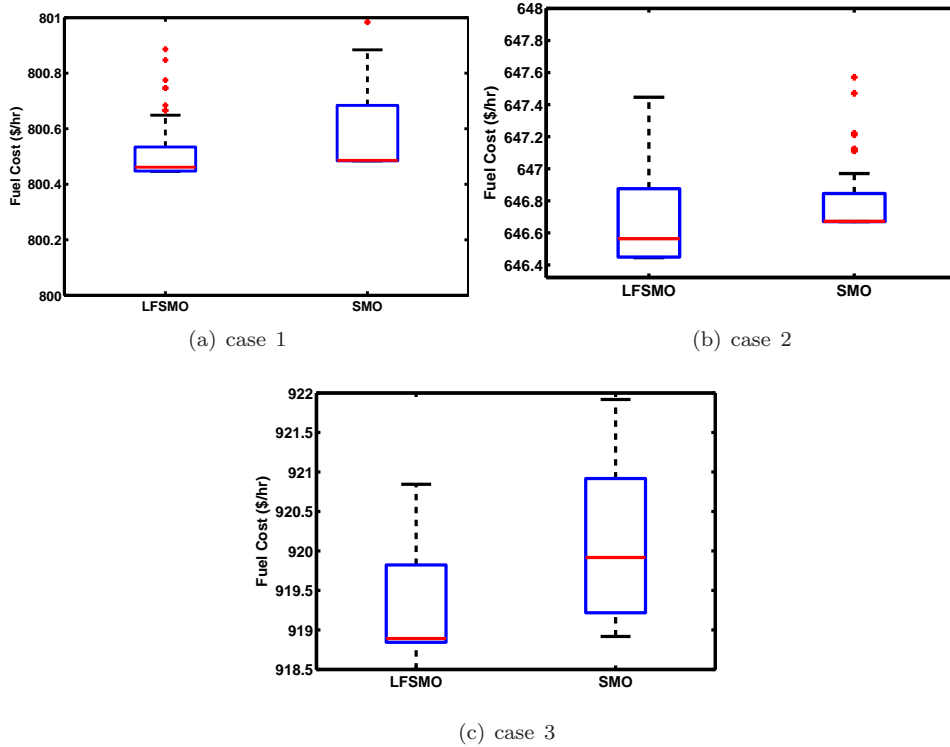 801
800.8
800.6
800.4
800.2
800
Fuel Cost ($/hr)
LFSMO
SMO
(a) case 1
648
647.8
647.6
647.4
647.2
647
646.8
646.6
646.4
Fuel Cost ($/hr)
LFSMO
SMO
(b) case 2
922
921.5
921
920.5
920
919.5
919
918.5
Fuel Cost ($/hr)
LFSMO
SMO
(c) case 3